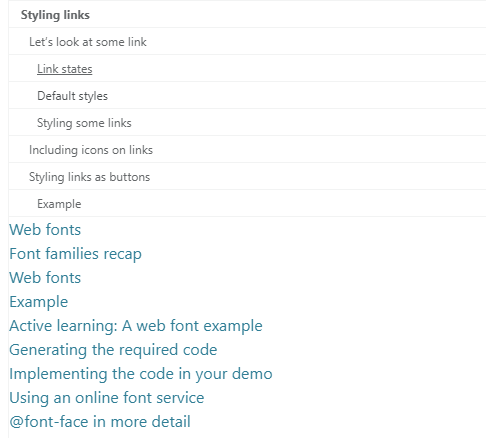 Styling links
Let's look at some link
Link states
Default styles
Styling some links
Including icons on links
Styling links as buttons
Example
Web fonts
Font families recap
Web fonts
Example
Active learning: A web font example
Generating the required code
Implementing the code in your demo
Using an online font service
@font-face in more detail